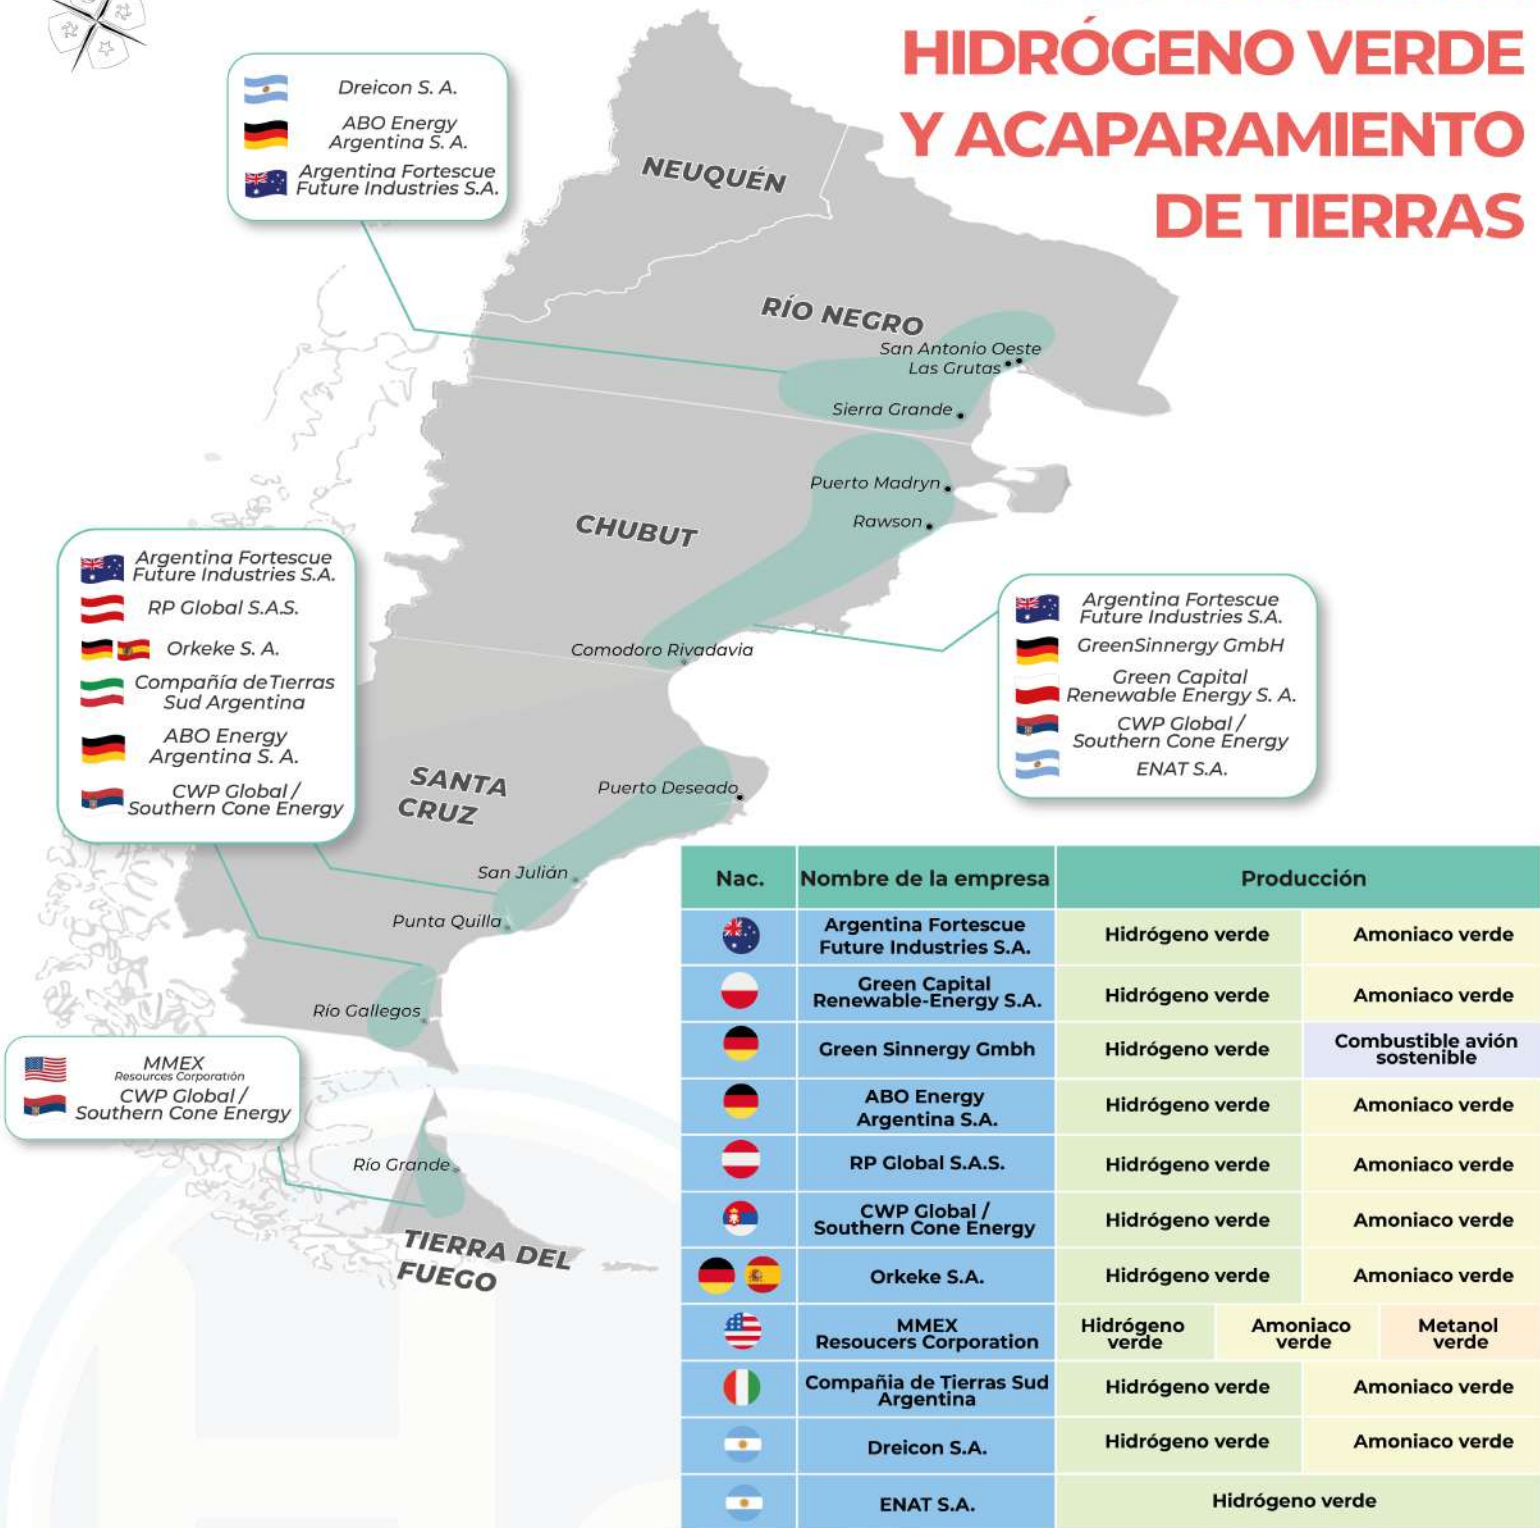 HIDRÓGENO VERDE
Y ACAPARAMIENTO
DE TIERRAS
Dreicon S. A.
ABO Energy
Argentina S. A.
Argentina Fortescue
Future Industries S.A.
NEUQUÉN
RÍO NEGRO
San Antonio Oeste
Las Grutas
Sierra Grande
Puerto Madryn
Rawson
CHUBUT
Comodoro Rivadavia
Argentina Fortescue
Future Industries S.A.
RP Global S.A.S.
Orkeke S. A.
Compañía de Tierras
Sud Argentina
ABO Energy
Argentina S. A.
CWP Global /
Southern Cone Energy
Argentina Fortescue
Future Industries S.A.
GreenSinnergy GmbH
Green Capital
Renewable Energy S. A.
CWP Global /
Southern Cone Energy
ENAT S.A.
SANTA
CRUZ
Puerto Deseado
San Julián
Punta Quilla
Río Gallegos
MMEX
Resources Corporation
CWP Global /
Southern Cone Energy
Río Grande
TIERRA DEL
FUEGO
Nac. Nombre de la empresa Producción
Argentina Fortescue
Future Industries S.A.
Hidrógeno verde Amoniaco verde
Green Capital
Renewable-Energy S.A.
Hidrógeno verde Amoniaco verde
Green Sinnergy Gmbh Hidrógeno verde
Combustible avión
sostenible
ABO Energy
Argentina S.A.
Hidrógeno verde Amoniaco verde
RP Global S.A.S. Hidrógeno verde Amoniaco verde
CWP Global /
Southern Cone Energy
Hidrógeno verde Amoniaco verde
Orkeke S.A. Hidrógeno verde Amoniaco verde
MMEX
Resoucers Corporation
Hidrógeno
verde
Amoniaco
verde
Metanol
verde
Compañia de Tierras Sud
Argentina
Hidrógeno verde Amoniaco verde
Dreicon S.A. Hidrógeno verde Amoniaco verde
ENAT S.A. Hidrógeno verde